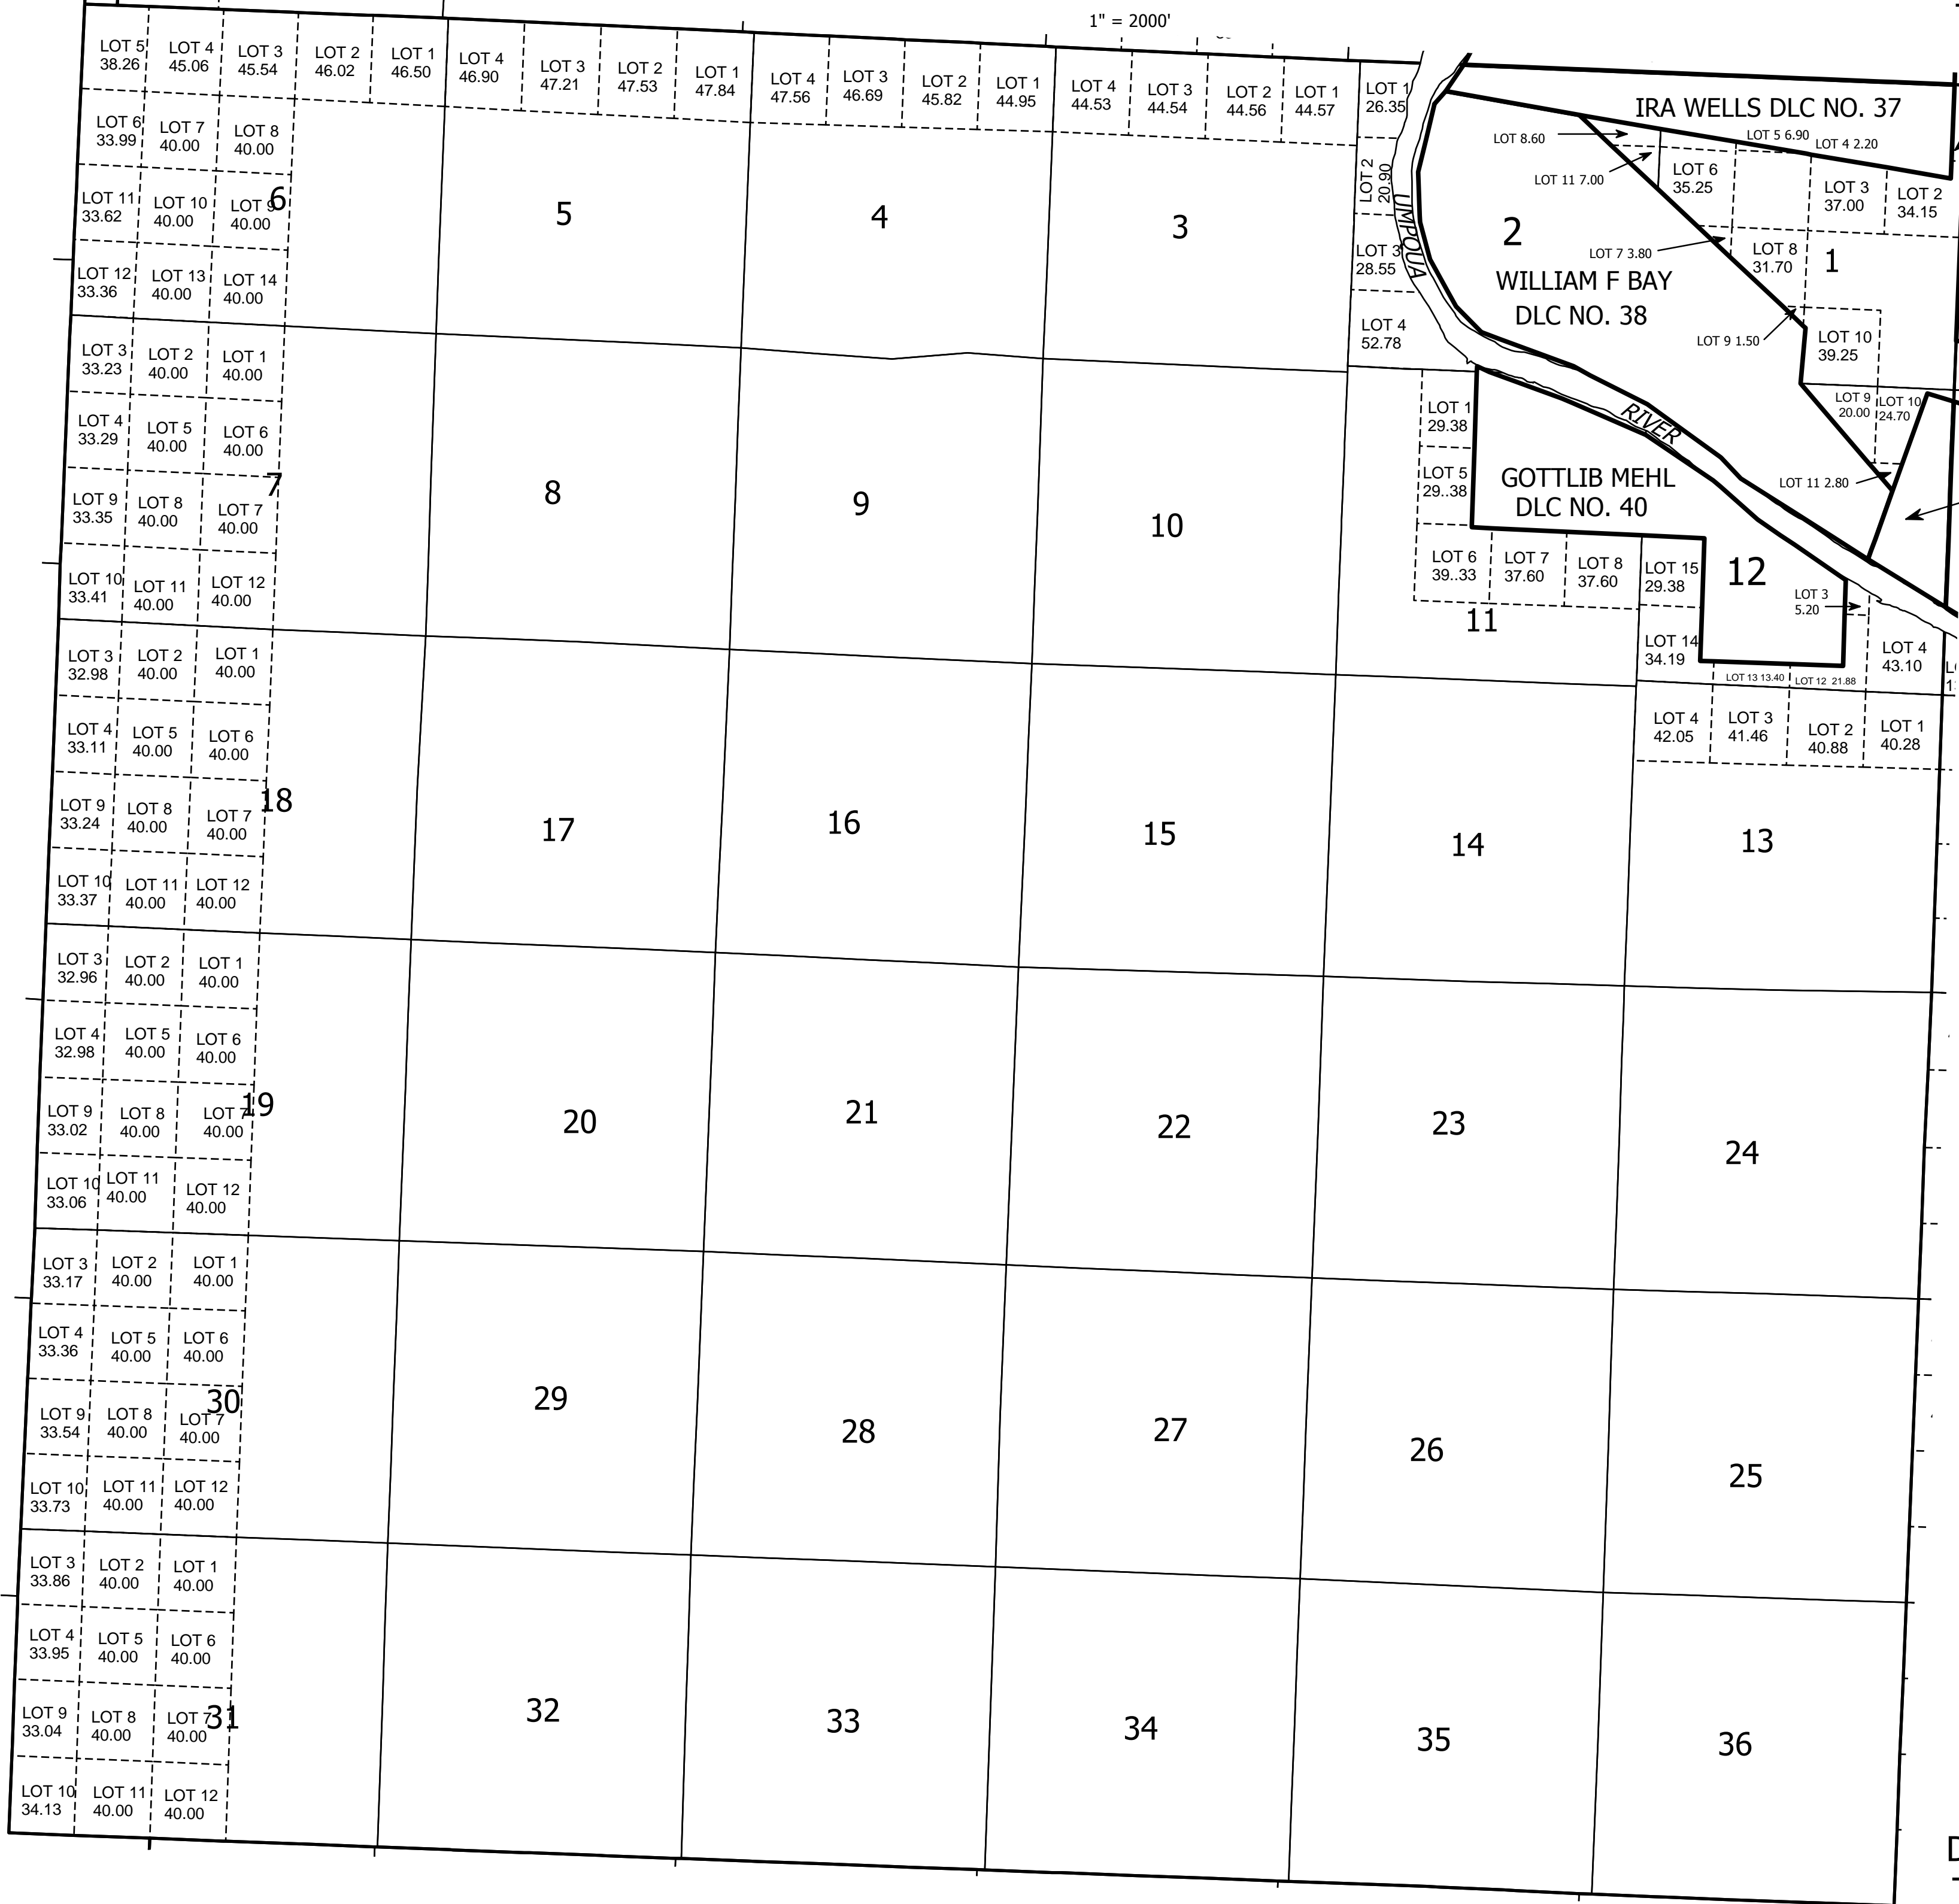 1" = 2000'
LOT 5
38.26
LOT 4
45.06
LOT 3
45.54
LOT 2
46.02
LOT 1
46.50
LOT 4
46.90
LOT 3
47.21
LOT 2
47.53
LOT 1
47.84
LOT 4
47.56
LOT 3
46.69
LOT 2
45.82
LOT 1
44.95
LOT 4
44.53
LOT 3
44.54
LOT 2
44.56
LOT 1
44.57
LOT 1
26.35
LOT 2
20.90
LOT 3
28.55
LOT 4
52.78
UMPQUA
RIVER
IRA WELLS DLC NO. 37
LOT 8.60
LOT 5 6.90
LOT 4 2.20
LOT 11 7.00
LOT 6
35.25
LOT 3
37.00
LOT 2
34.15
2
WILLIAM F BAY
DLC NO. 38
LOT 7 3.80
LOT 8
31.70
1
LOT 9 1.50
LOT 10
39.25
LOT 6
33.99
LOT 7
40.00
LOT 8
40.00
LOT 11
33.62
LOT 10
40.00
LOT 9
40.00
6
LOT 12
33.36
LOT 13
40.00
LOT 14
40.00
5
4
3
LOT 3
33.23
LOT 2
40.00
LOT 1
40.00
LOT 4
33.29
LOT 5
40.00
LOT 6
40.00
7
LOT 9
33.35
LOT 8
40.00
LOT 7
40.00
LOT 10
33.41
LOT 11
40.00
LOT 12
40.00
8
9
10
LOT 1
29.38
LOT 5
29..38
GOTTLIB MEHL
DLC NO. 40
LOT 9
20.00
LOT 10
24.70
LOT 11 2.80
LOT 6
39..33
LOT 7
37.60
LOT 8
37.60
11
LOT 15
29.38
12
LOT 3
5.20
LOT 14
34.19
LOT 4
43.10
LOT 13 13.40
LOT 12 21.88
LOT 3
32.98
LOT 2
40.00
LOT 1
40.00
LOT 4
33.11
LOT 5
40.00
LOT 6
40.00
18
LOT 9
33.24
LOT 8
40.00
LOT 7
40.00
LOT 10
33.37
LOT 11
40.00
LOT 12
40.00
17
16
15
14
LOT 4
42.05
LOT 3
41.46
LOT 2
40.88
LOT 1
40.28
13
LOT 3
32.96
LOT 2
40.00
LOT 1
40.00
LOT 4
32.98
LOT 5
40.00
LOT 6
40.00
19
LOT 9
33.02
LOT 8
40.00
LOT 7
40.00
LOT 10
33.06
LOT 11
40.00
LOT 12
40.00
20
21
22
23
24
LOT 3
33.17
LOT 2
40.00
LOT 1
40.00
LOT 4
33.36
LOT 5
40.00
LOT 6
40.00
30
LOT 9
33.54
LOT 8
40.00
LOT 7
40.00
LOT 10
33.73
LOT 11
40.00
LOT 12
40.00
29
28
27
26
25
LOT 3
33.86
LOT 2
40.00
LOT 1
40.00
LOT 4
33.95
LOT 5
40.00
LOT 6
40.00
31
LOT 9
33.04
LOT 8
40.00
LOT 7
40.00
LOT 10
34.13
LOT 11
40.00
LOT 12
40.00
32
33
34
35
36